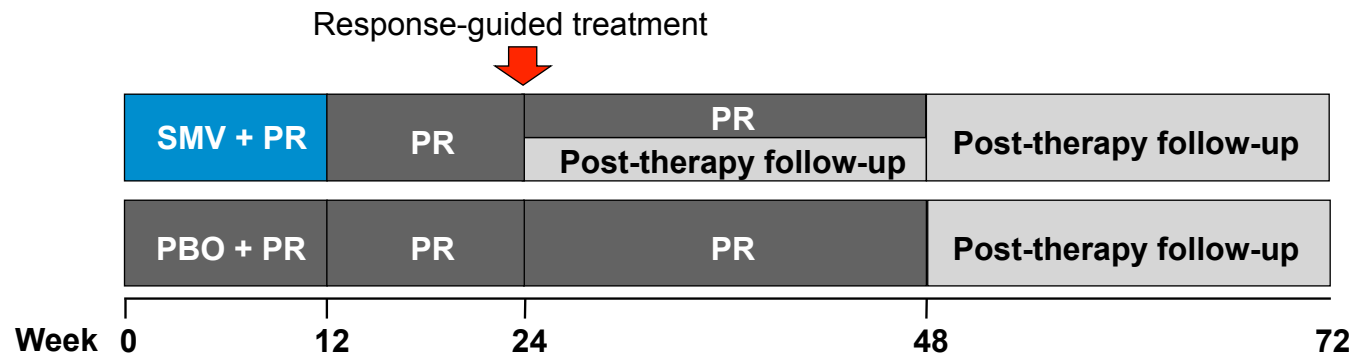 Response-guided treatment
SMV + PR
PR
PR
Post-therapy follow-up
Post-therapy follow-up
PBO + PR
PR
PR
Post-therapy follow-up
Week 0 12 24 48 72